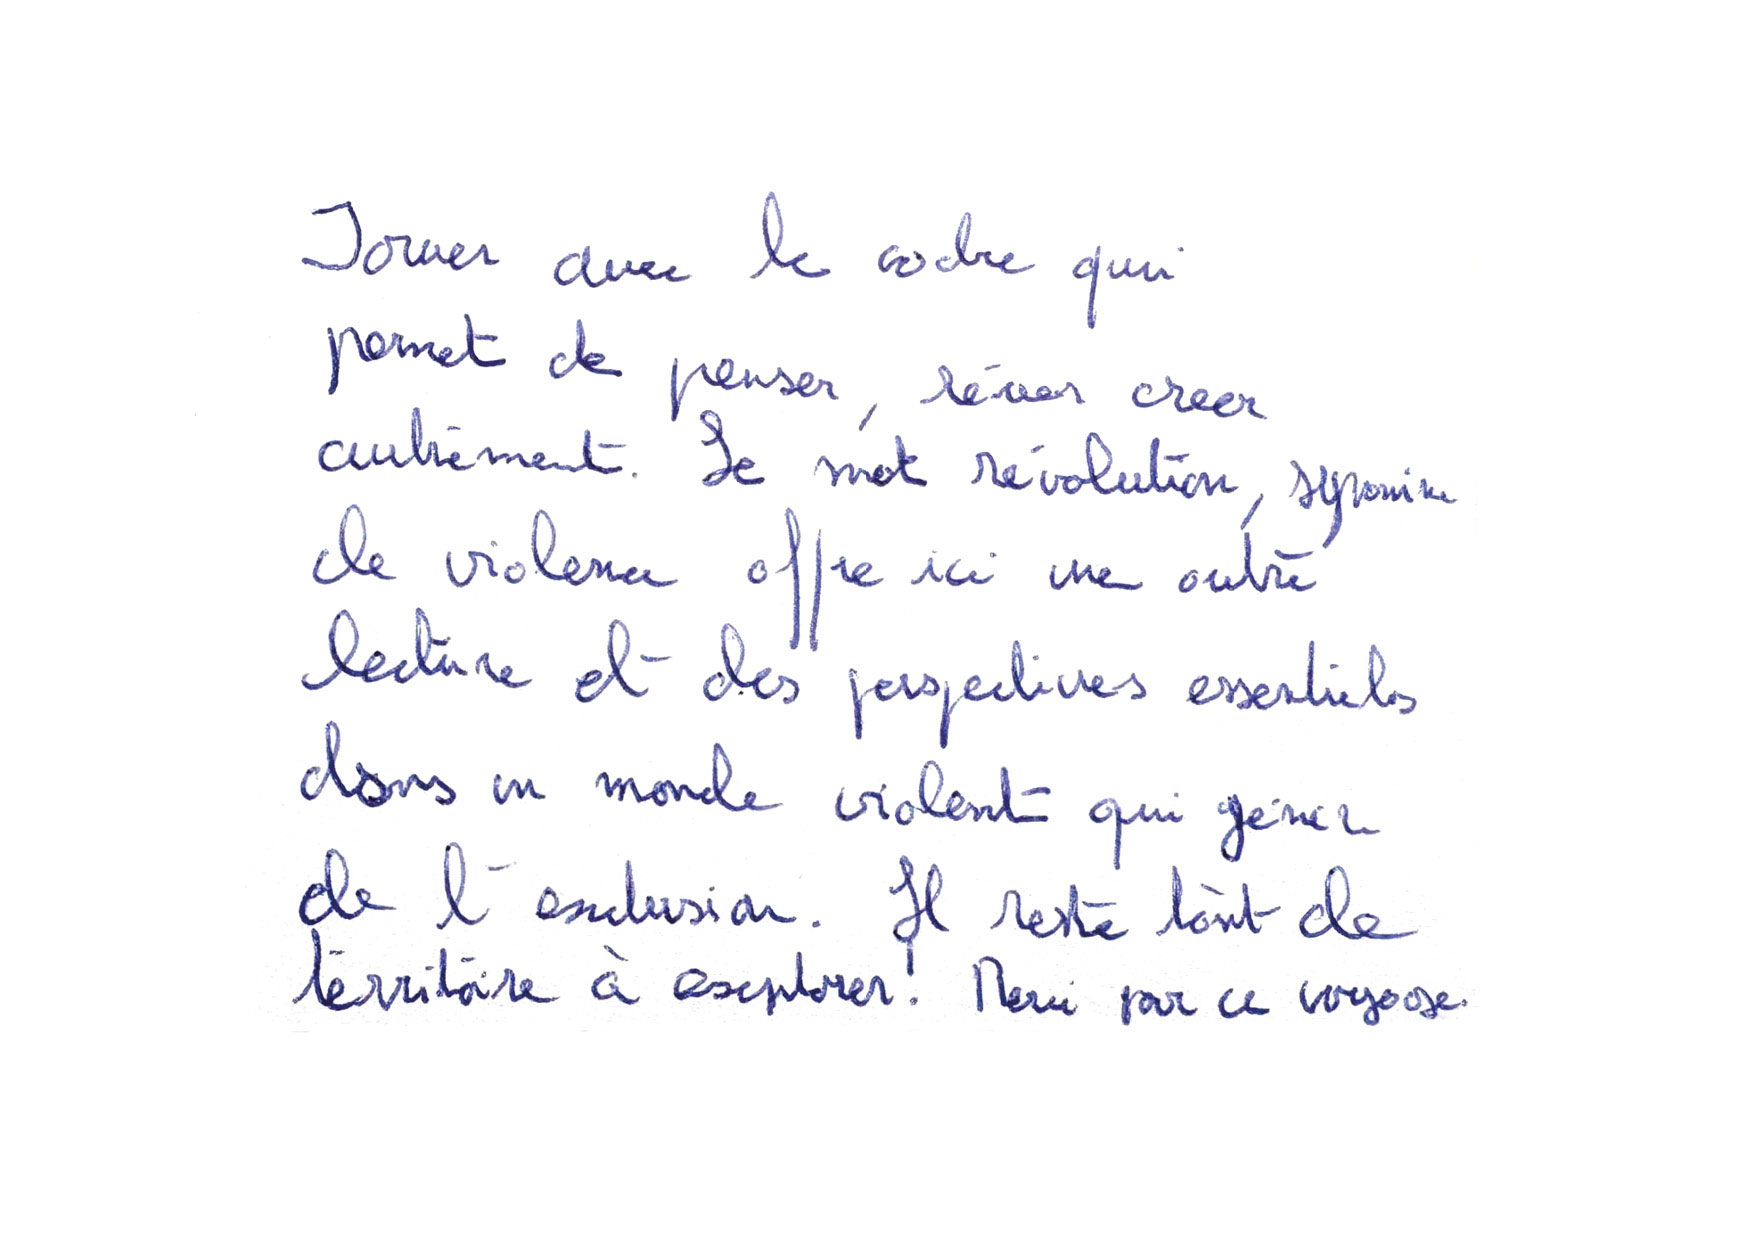 Jouer avec le cadre qui
permet de penser, rêver créer
autrement. Le mot révolution, synonime
de violence offre ici une autre
lecture et des perspectives essentiels
dans un monde violent qui génère
de l'exclusion. Il reste tant de
territoire à explorer! Merci pour ce voyage.